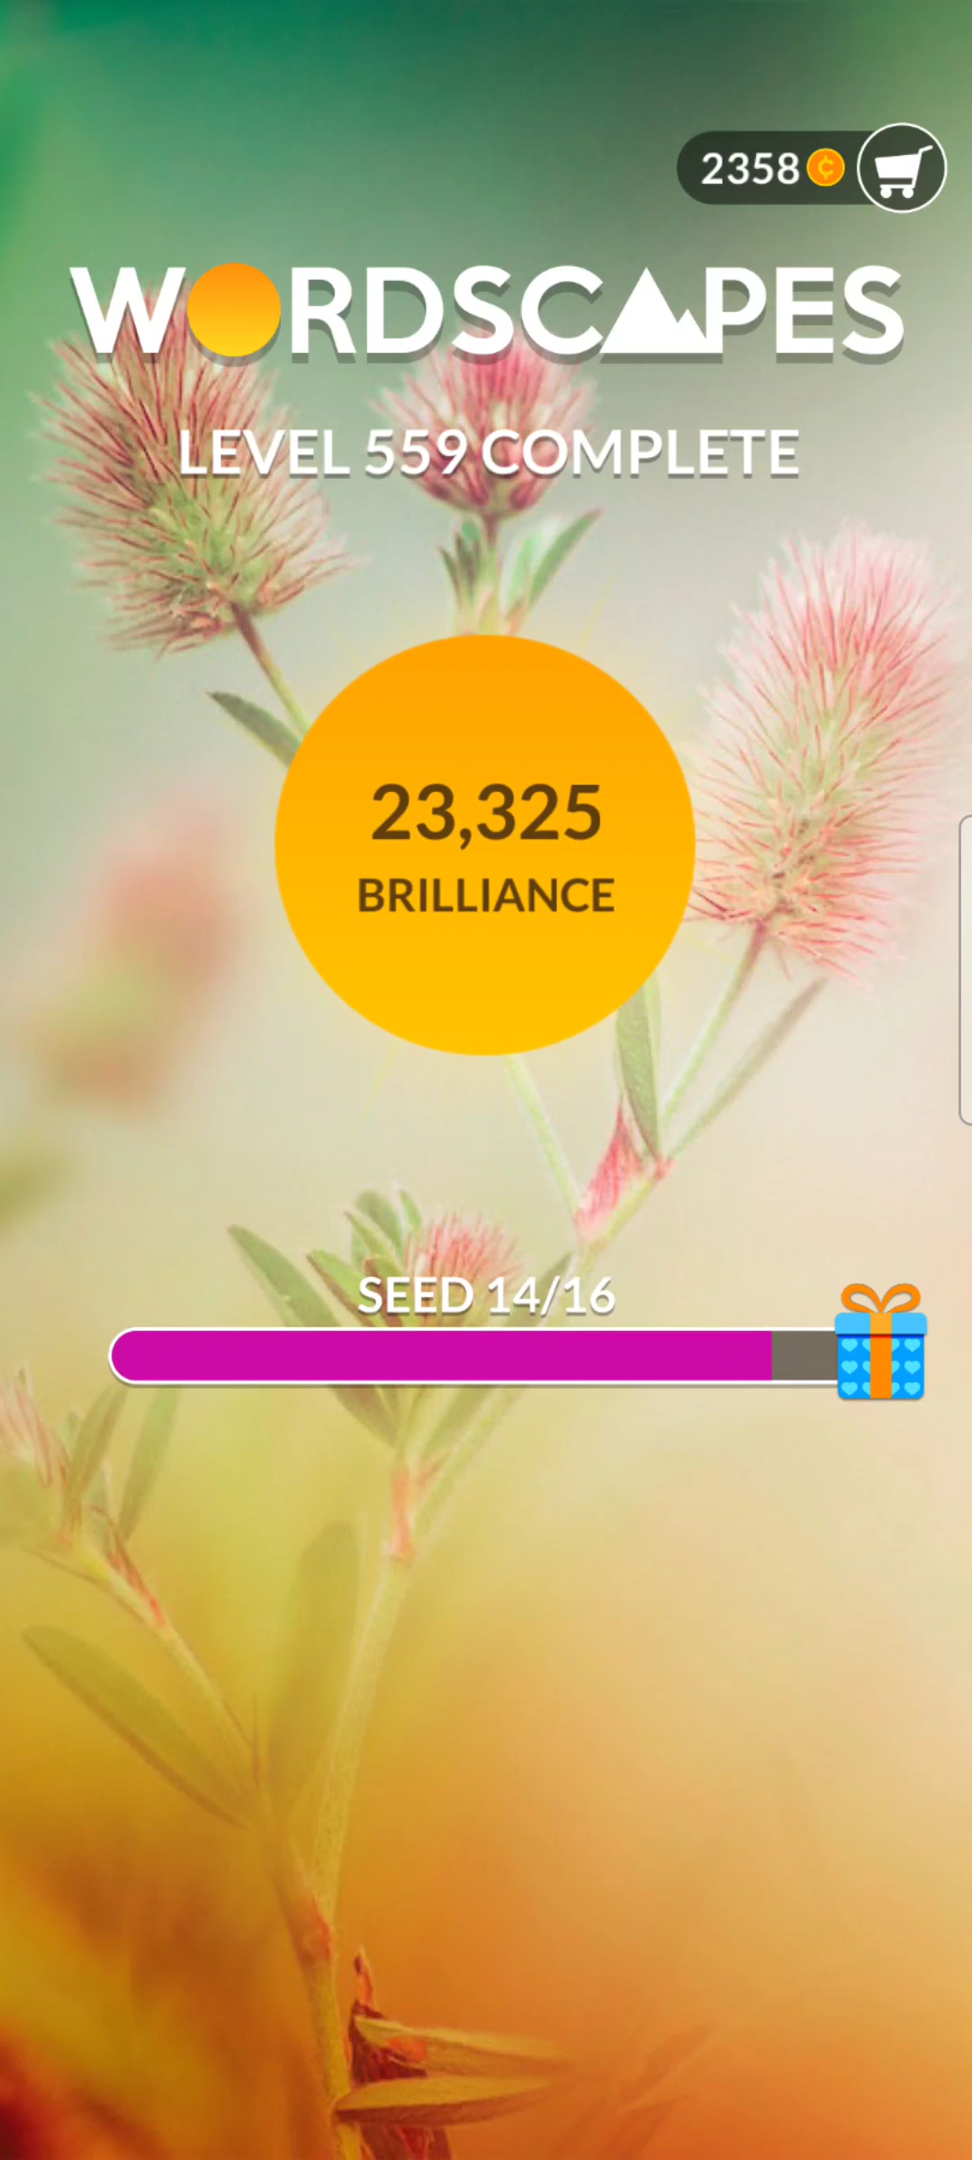 2358
WORDSCAPES
LEVEL 559 COMPLETE
23,325
BRILLIANCE
SEED 14/16